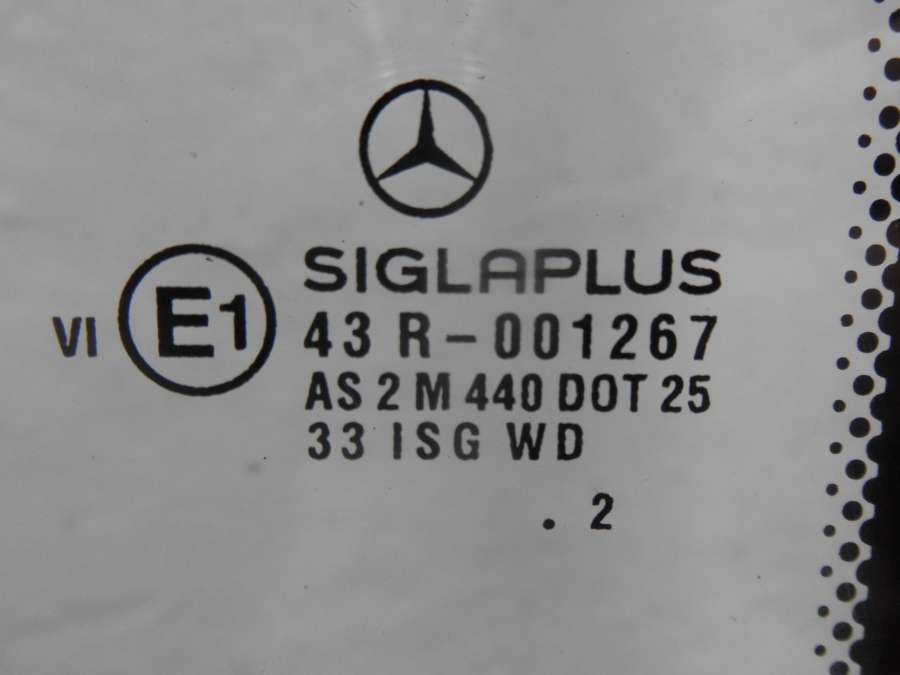 SIGLAPLUS
VI E1 43 R-001267
AS 2 M 440 DOT 25
33 ISG WD
. 2